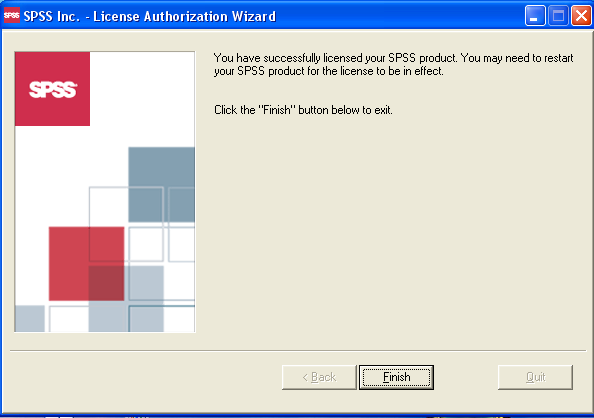 SPSS SPSS Inc. - License Authorization Wizard
You have successfully licensed your SPSS product. You may need to restart
your SPSS product for the license to be in effect.
SPSS
Click the "Finish" button below to exit.
< Back Finish Quit